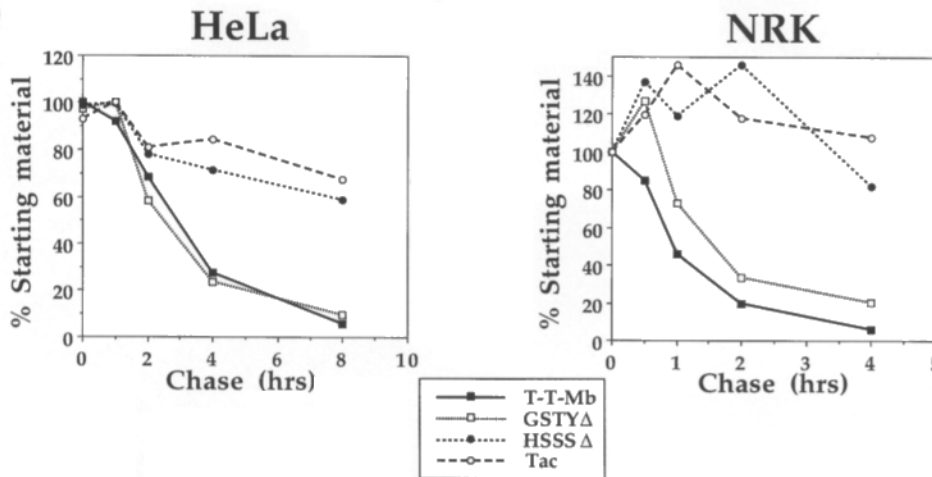 HeLa
% Starting material
120
100
80
60
40
20
0
0 2 4 6 8 10
Chase (hrs)
NRK
% Starting material
140
120
100
80
60
40
20
0
0 1 2 3 4 5
Chase (hrs)
T-T-Mb
GSTYΔ
HSSS Δ
Tac